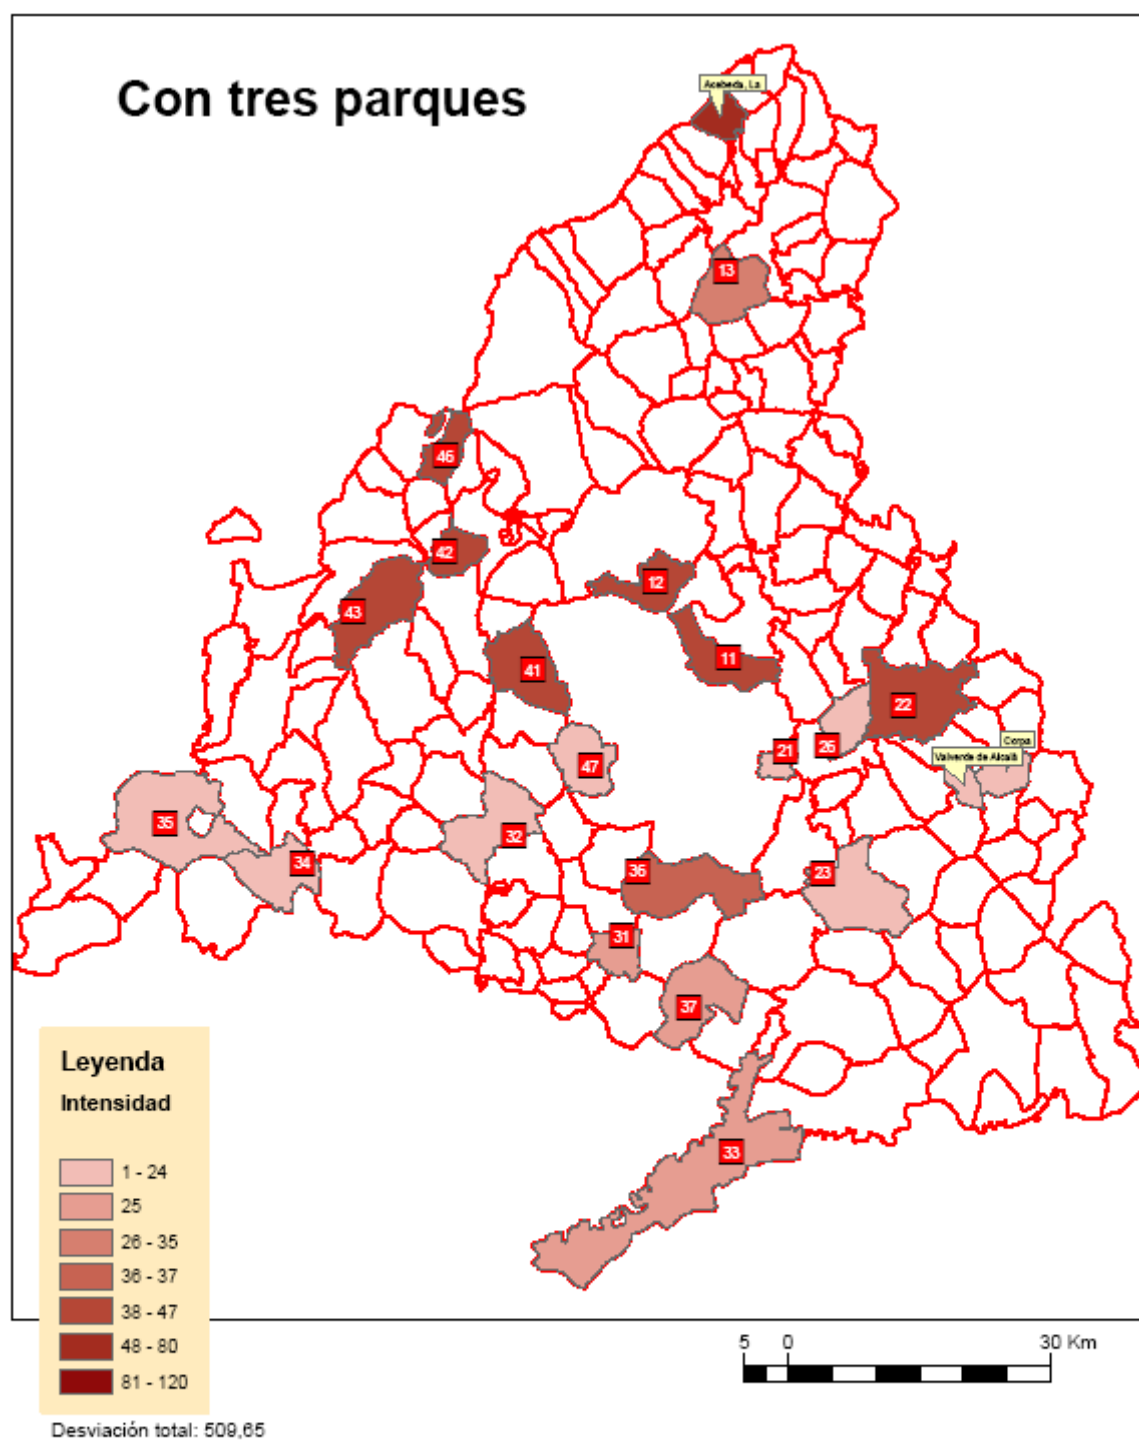 Con tres parques
Acebeda, La
13
46
42
12
43
11
41
22
21
26
Corpa
Valverde de Alcalá
47
35
32
34
36
23
31
37
33
Leyenda
Intensidad
1 - 24
25
26 - 35
36 - 37
38 - 47
48 - 80
81 - 120
5 0 30 Km
Desviación total: 509,65